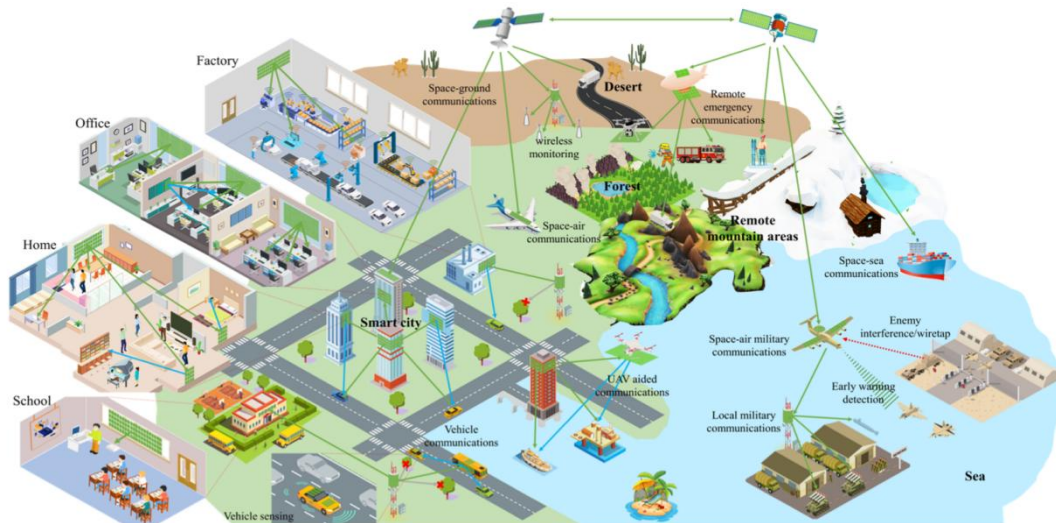 Factory
Space-ground
communications
Desert
Remote
emergency
communications
Office
wireless
monitoring
Forest
Home
Space-air
communications
Remote
mountain areas
Space-sea
communications
Smart city
Enemy
interference/wiretap
Space-air military
communications
UAV aided
communications
Early warning
detection
School
Vehicle
communications
Local military
communications
Sea
Vehicle sensing